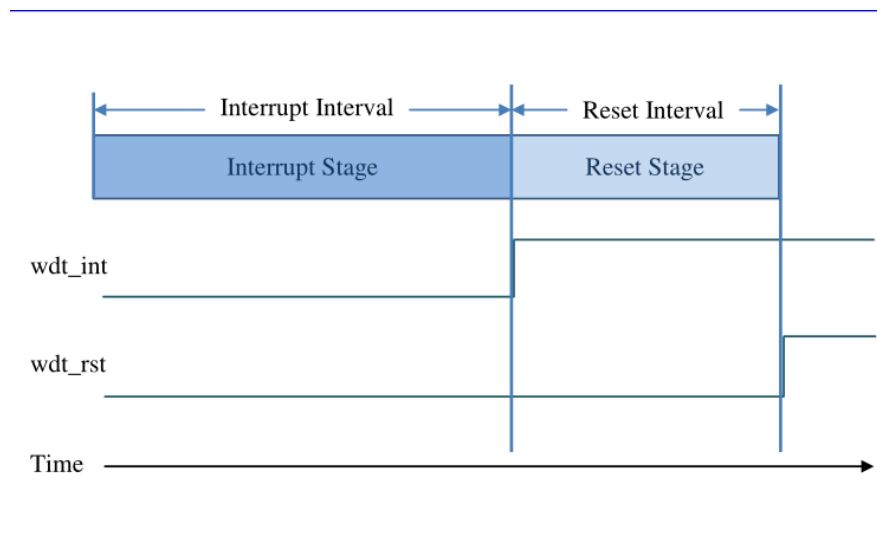 Interrupt Interval
Reset Interval
Interrupt Stage
Reset Stage
wdt_int
wdt_rst
Time